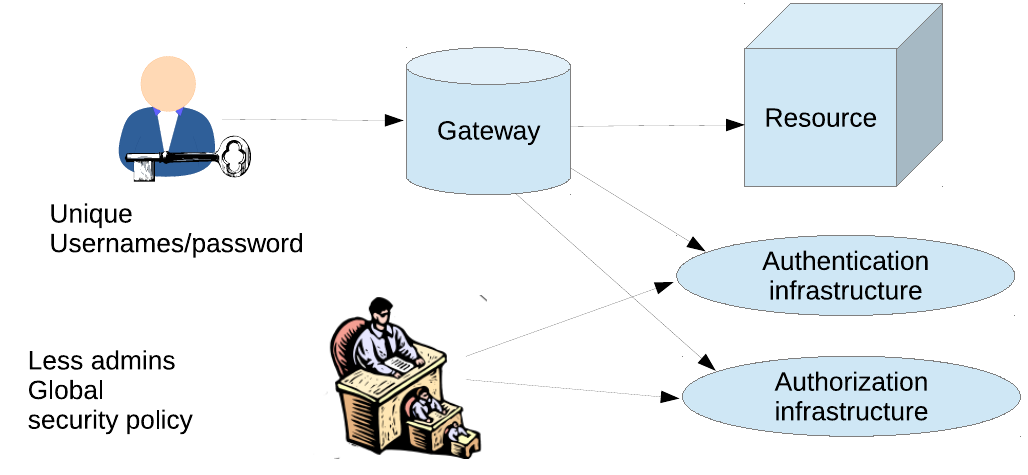 Gateway
Resource
Unique
Usernames/password
Authentication
infrastructure
Less admins
Global
security policy
Authorization
infrastructure